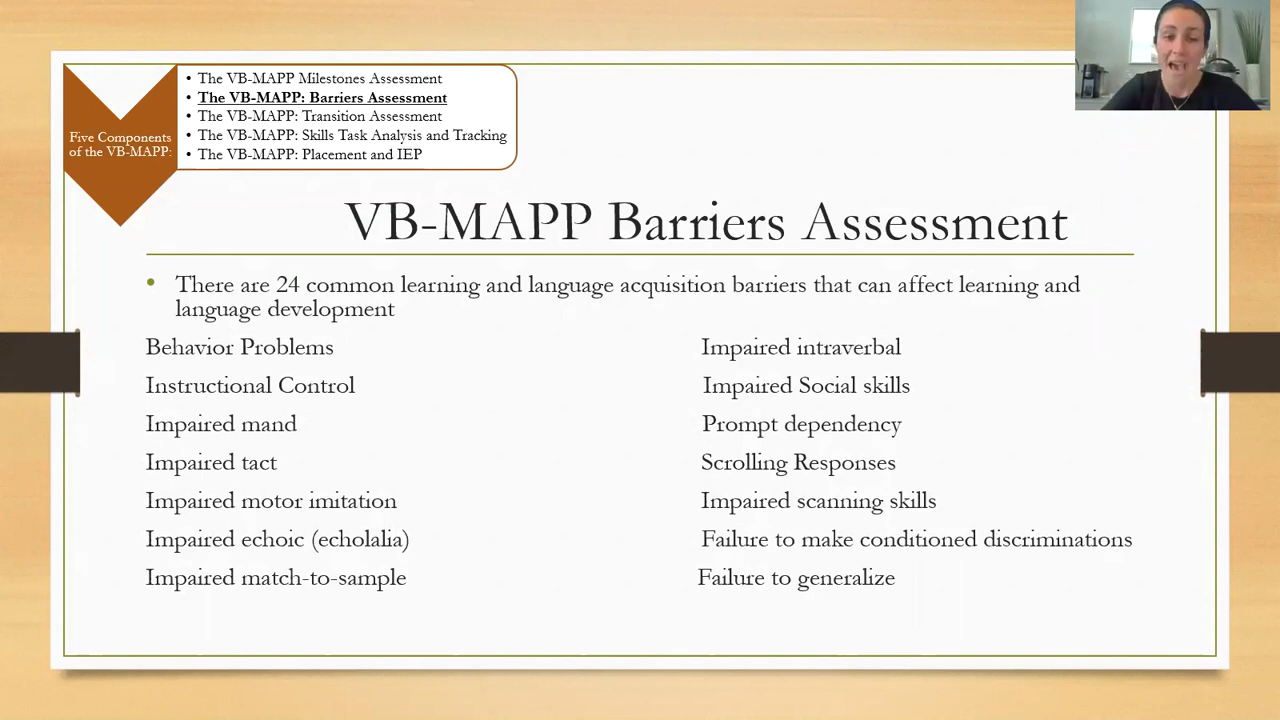 Five Components
of the VB-MAPP:
• The VB-MAPP Milestones Assessment
• The VB-MAPP: Barriers Assessment
• The VB-MAPP: Transition Assessment
• The VB-MAPP: Skills Task Analysis and Tracking
• The VB-MAPP: Placement and IEP
VB-MAPP Barriers Assessment
• There are 24 common learning and language acquisition barriers that can affect learning and
language development
Behavior Problems
Instructional Control
Impaired mand
Impaired tact
Impaired motor imitation
Impaired echoic (echolalia)
Impaired match-to-sample
Impaired intraverbal
Impaired Social skills
Prompt dependency
Scrolling Responses
Impaired scanning skills
Failure to make conditioned discriminations
Failure to generalize